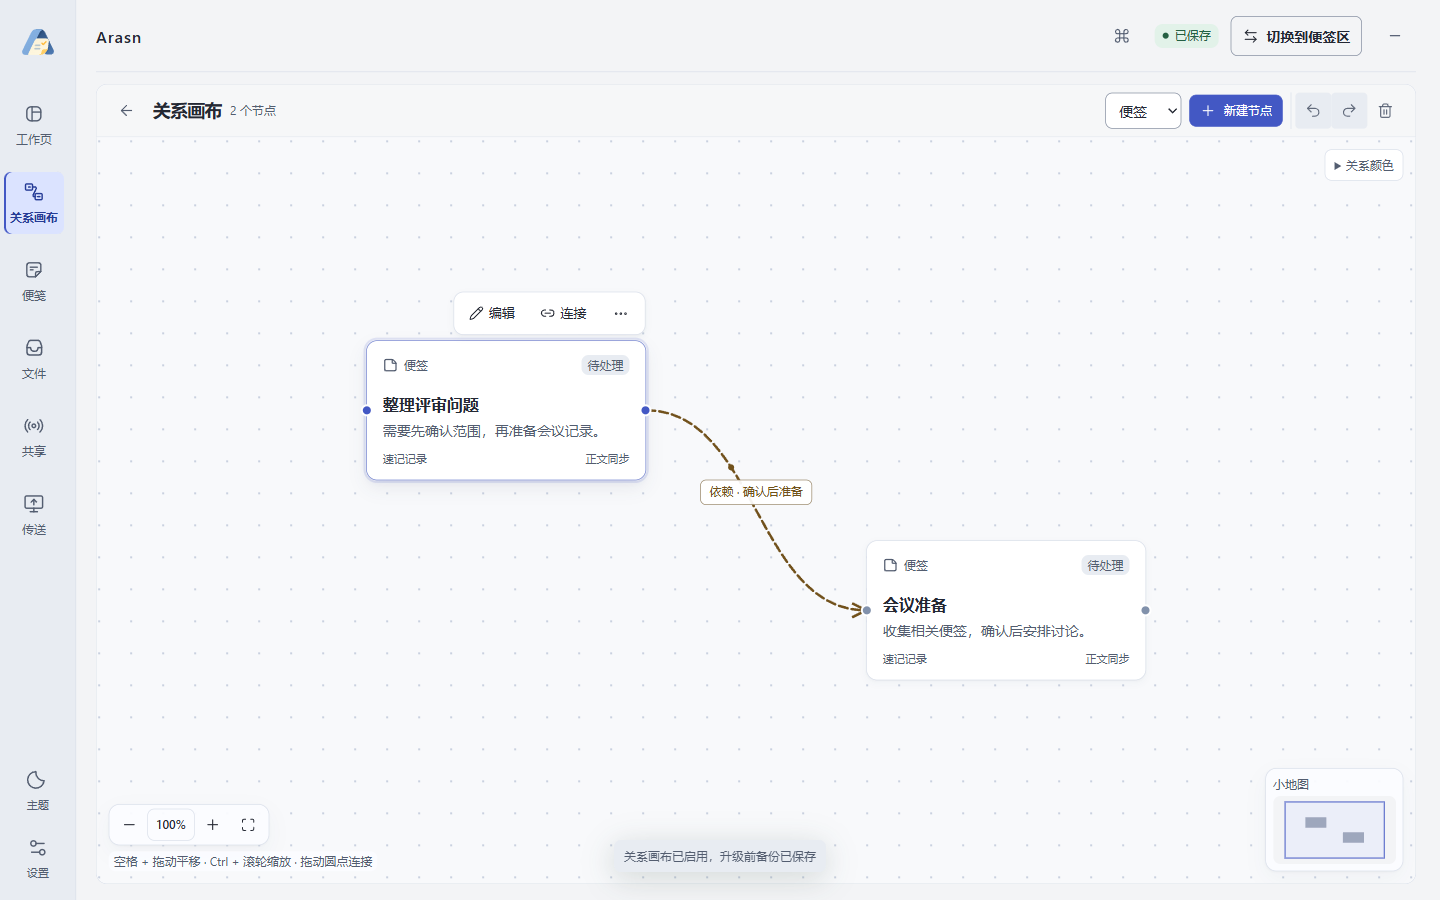 Arasn
已保存
切换到便签区
工作页
关系画布
便笺
文件
共享
传送
主题
设置
关系画布
2 个节点
便签
新建节点
关系颜色
编辑
连接
便签
待处理
整理评审问题
需要先确认范围，再准备会议记录。
速记记录
正文同步
依赖 · 确认后准备
便签
待处理
会议准备
收集相关便签，确认后安排讨论。
速记记录
正文同步
100%
空格 + 拖动平移 · Ctrl + 滚轮缩放 · 拖动圆点连接
关系画布已启用，升级前备份已保存
小地图